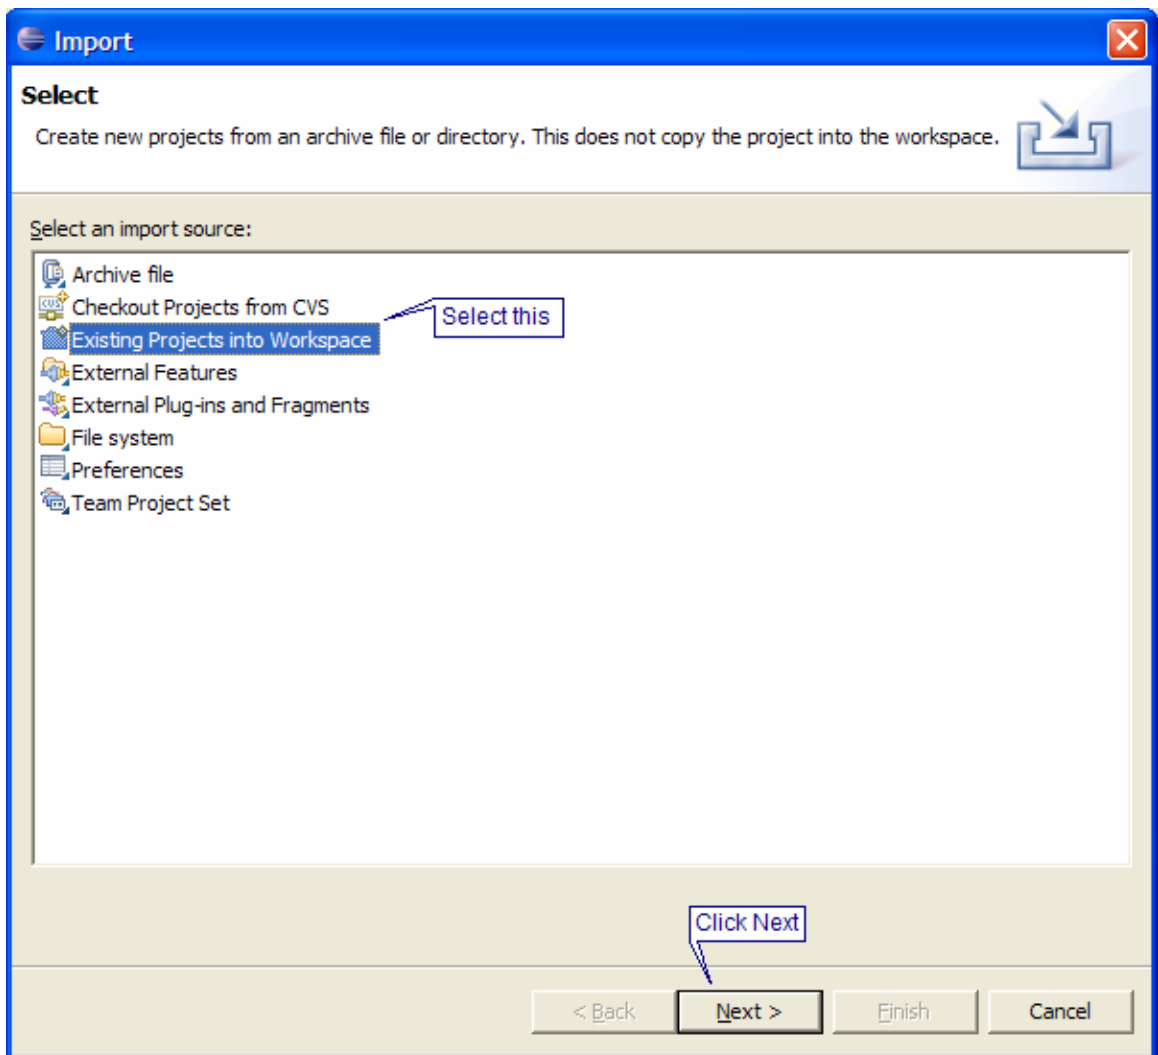 Import
Select
Create new projects from an archive file or directory. This does not copy the project into the workspace.
Select an import source:
Archive file
Checkout Projects from CVS
Select this
Existing Projects into Workspace
External Features
External Plug-ins and Fragments
File system
Preferences
Team Project Set
Click Next
< Back
Next >
Finish
Cancel